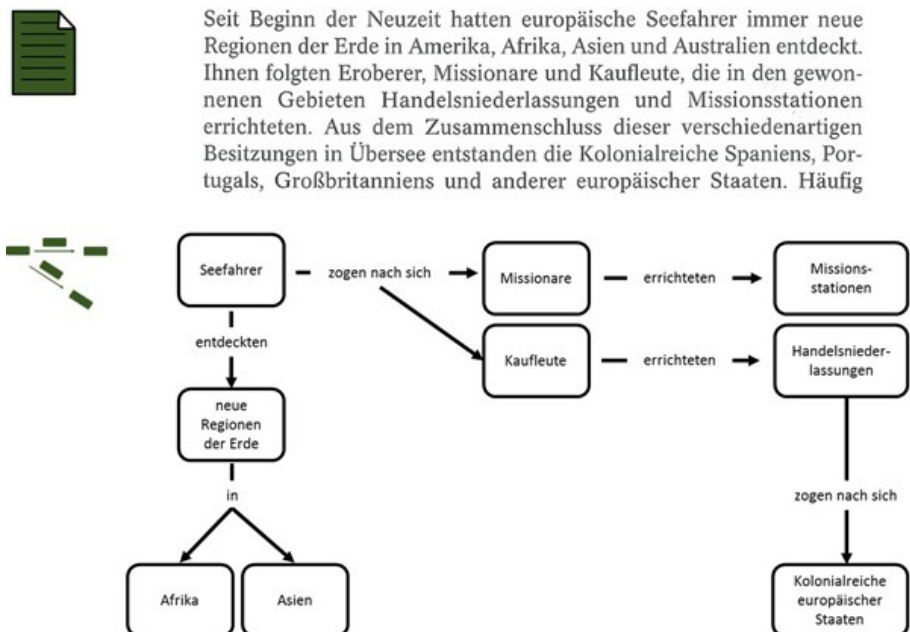 Seit Beginn der Neuzeit hatten europäische Seefahrer immer neue
Regionen der Erde in Amerika, Afrika, Asien und Australien entdeckt.
Ihnen folgten Eroberer, Missionare und Kaufleute, die in den gewon-
nenen Gebieten Handelsniederlassungen und Missionsstationen
errichteten. Aus dem Zusammenschluss dieser verschiedenartigen
Besitzungen in Übersee entstanden die Kolonialreiche Spaniens, Por-
tugals, Großbritanniens und anderer europäischer Staaten. Häufig
Seefahrer
zogen nach sich
Missionare
errichteten
Missions-
stationen
entdeckten
Kaufleute
errichteten
Handelsnieder-
lassungen
neue
Regionen
der Erde
in
zogen nach sich
Afrika
Asien
Kolonialreiche
europäischer
Staaten